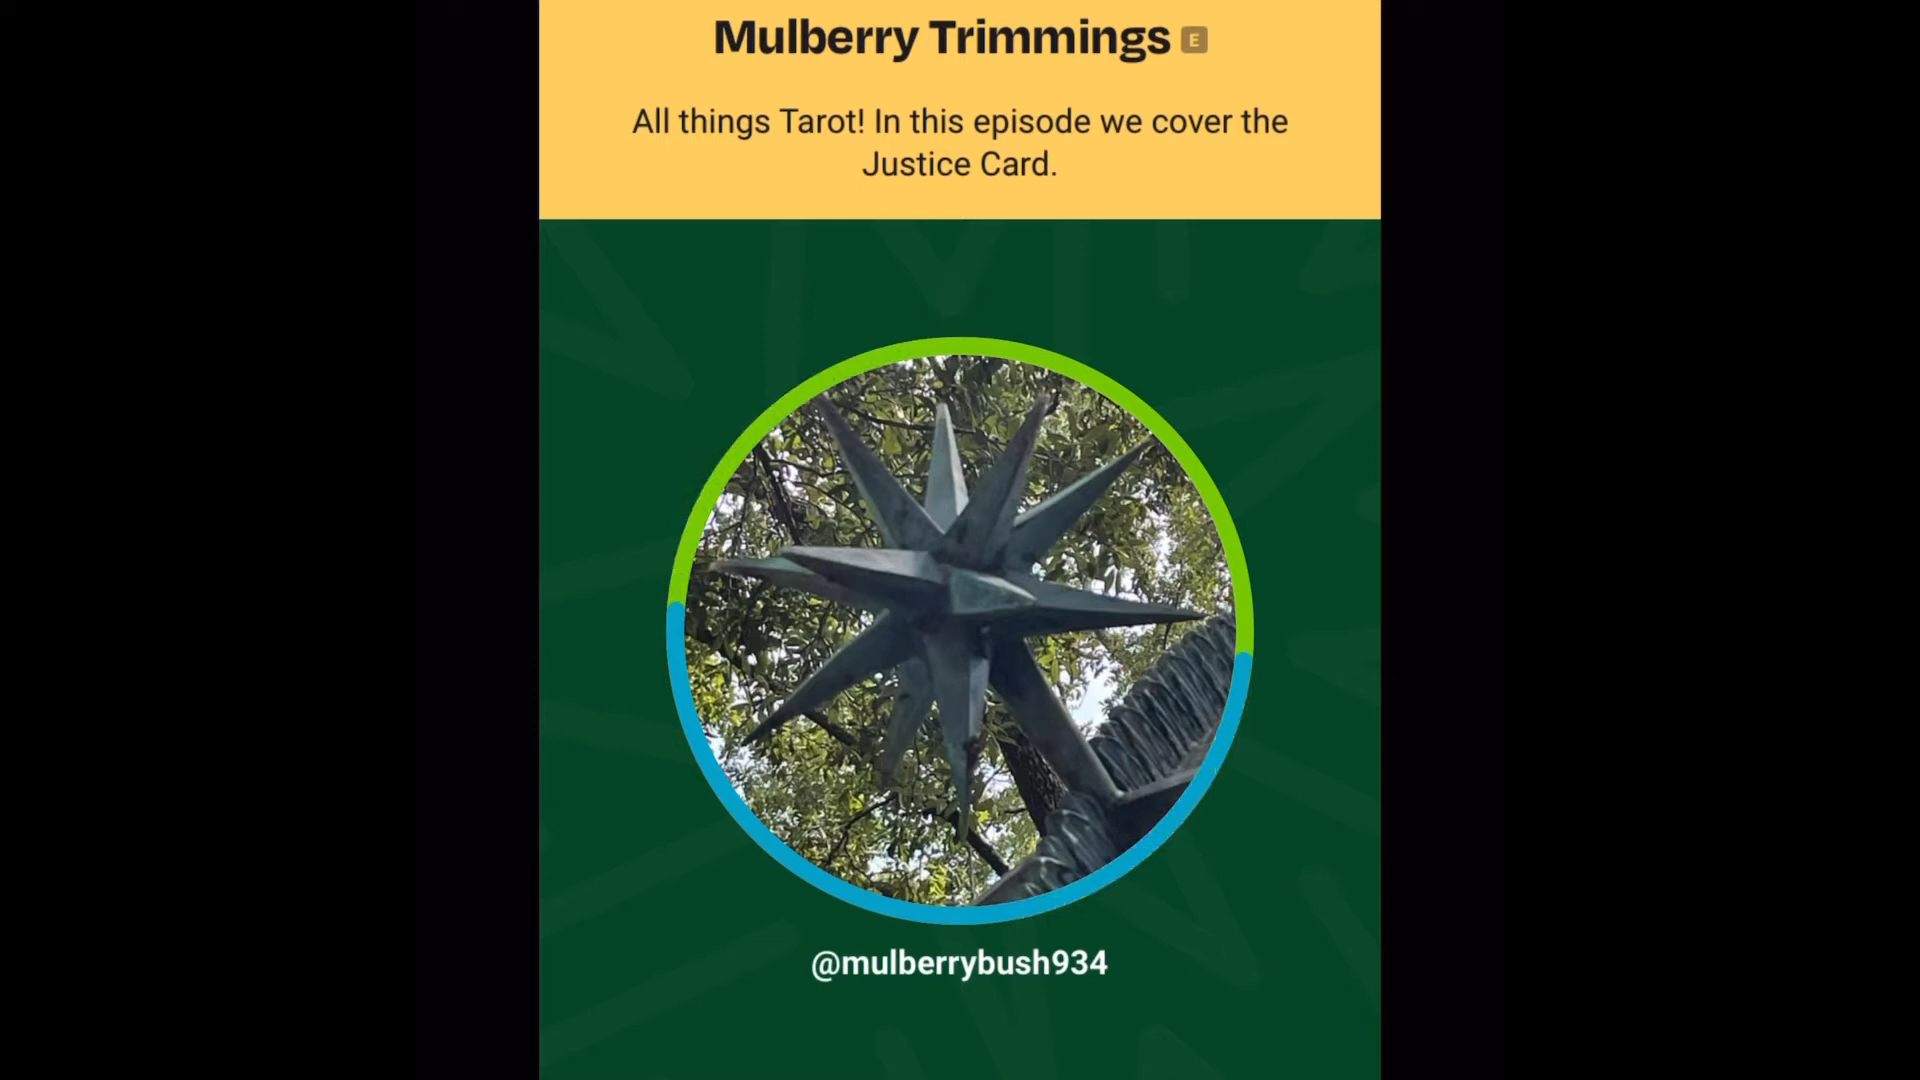 Mulberry Trimmings E
All things Tarot! In this episode we cover the
Justice Card.
@mulberrybush934